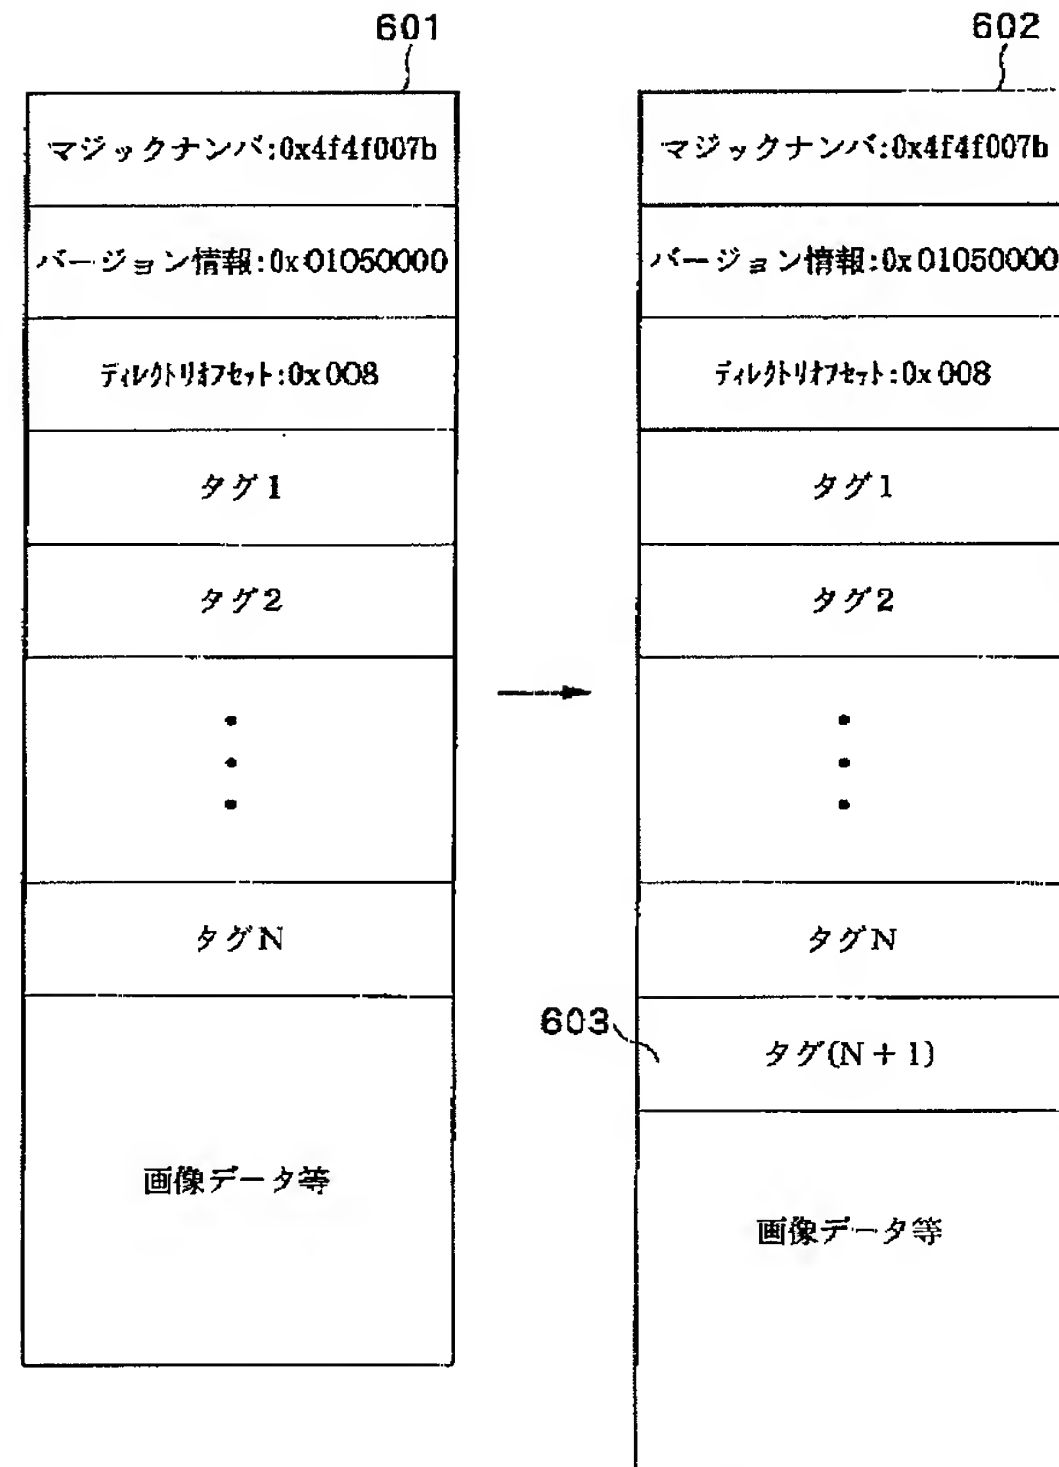 601
マジックナンバ:0x4f4f007b
バージョン情報:0x01050000
ディレクトリオフセット:0x008
タグ1
タグ2
タグN
画像データ等
602
マジックナンバ:0x4f4f007b
バージョン情報:0x01050000
ディレクトリオフセット:0x008
タグ1
タグ2
タグN
603
タグ(N+1)
画像データ等